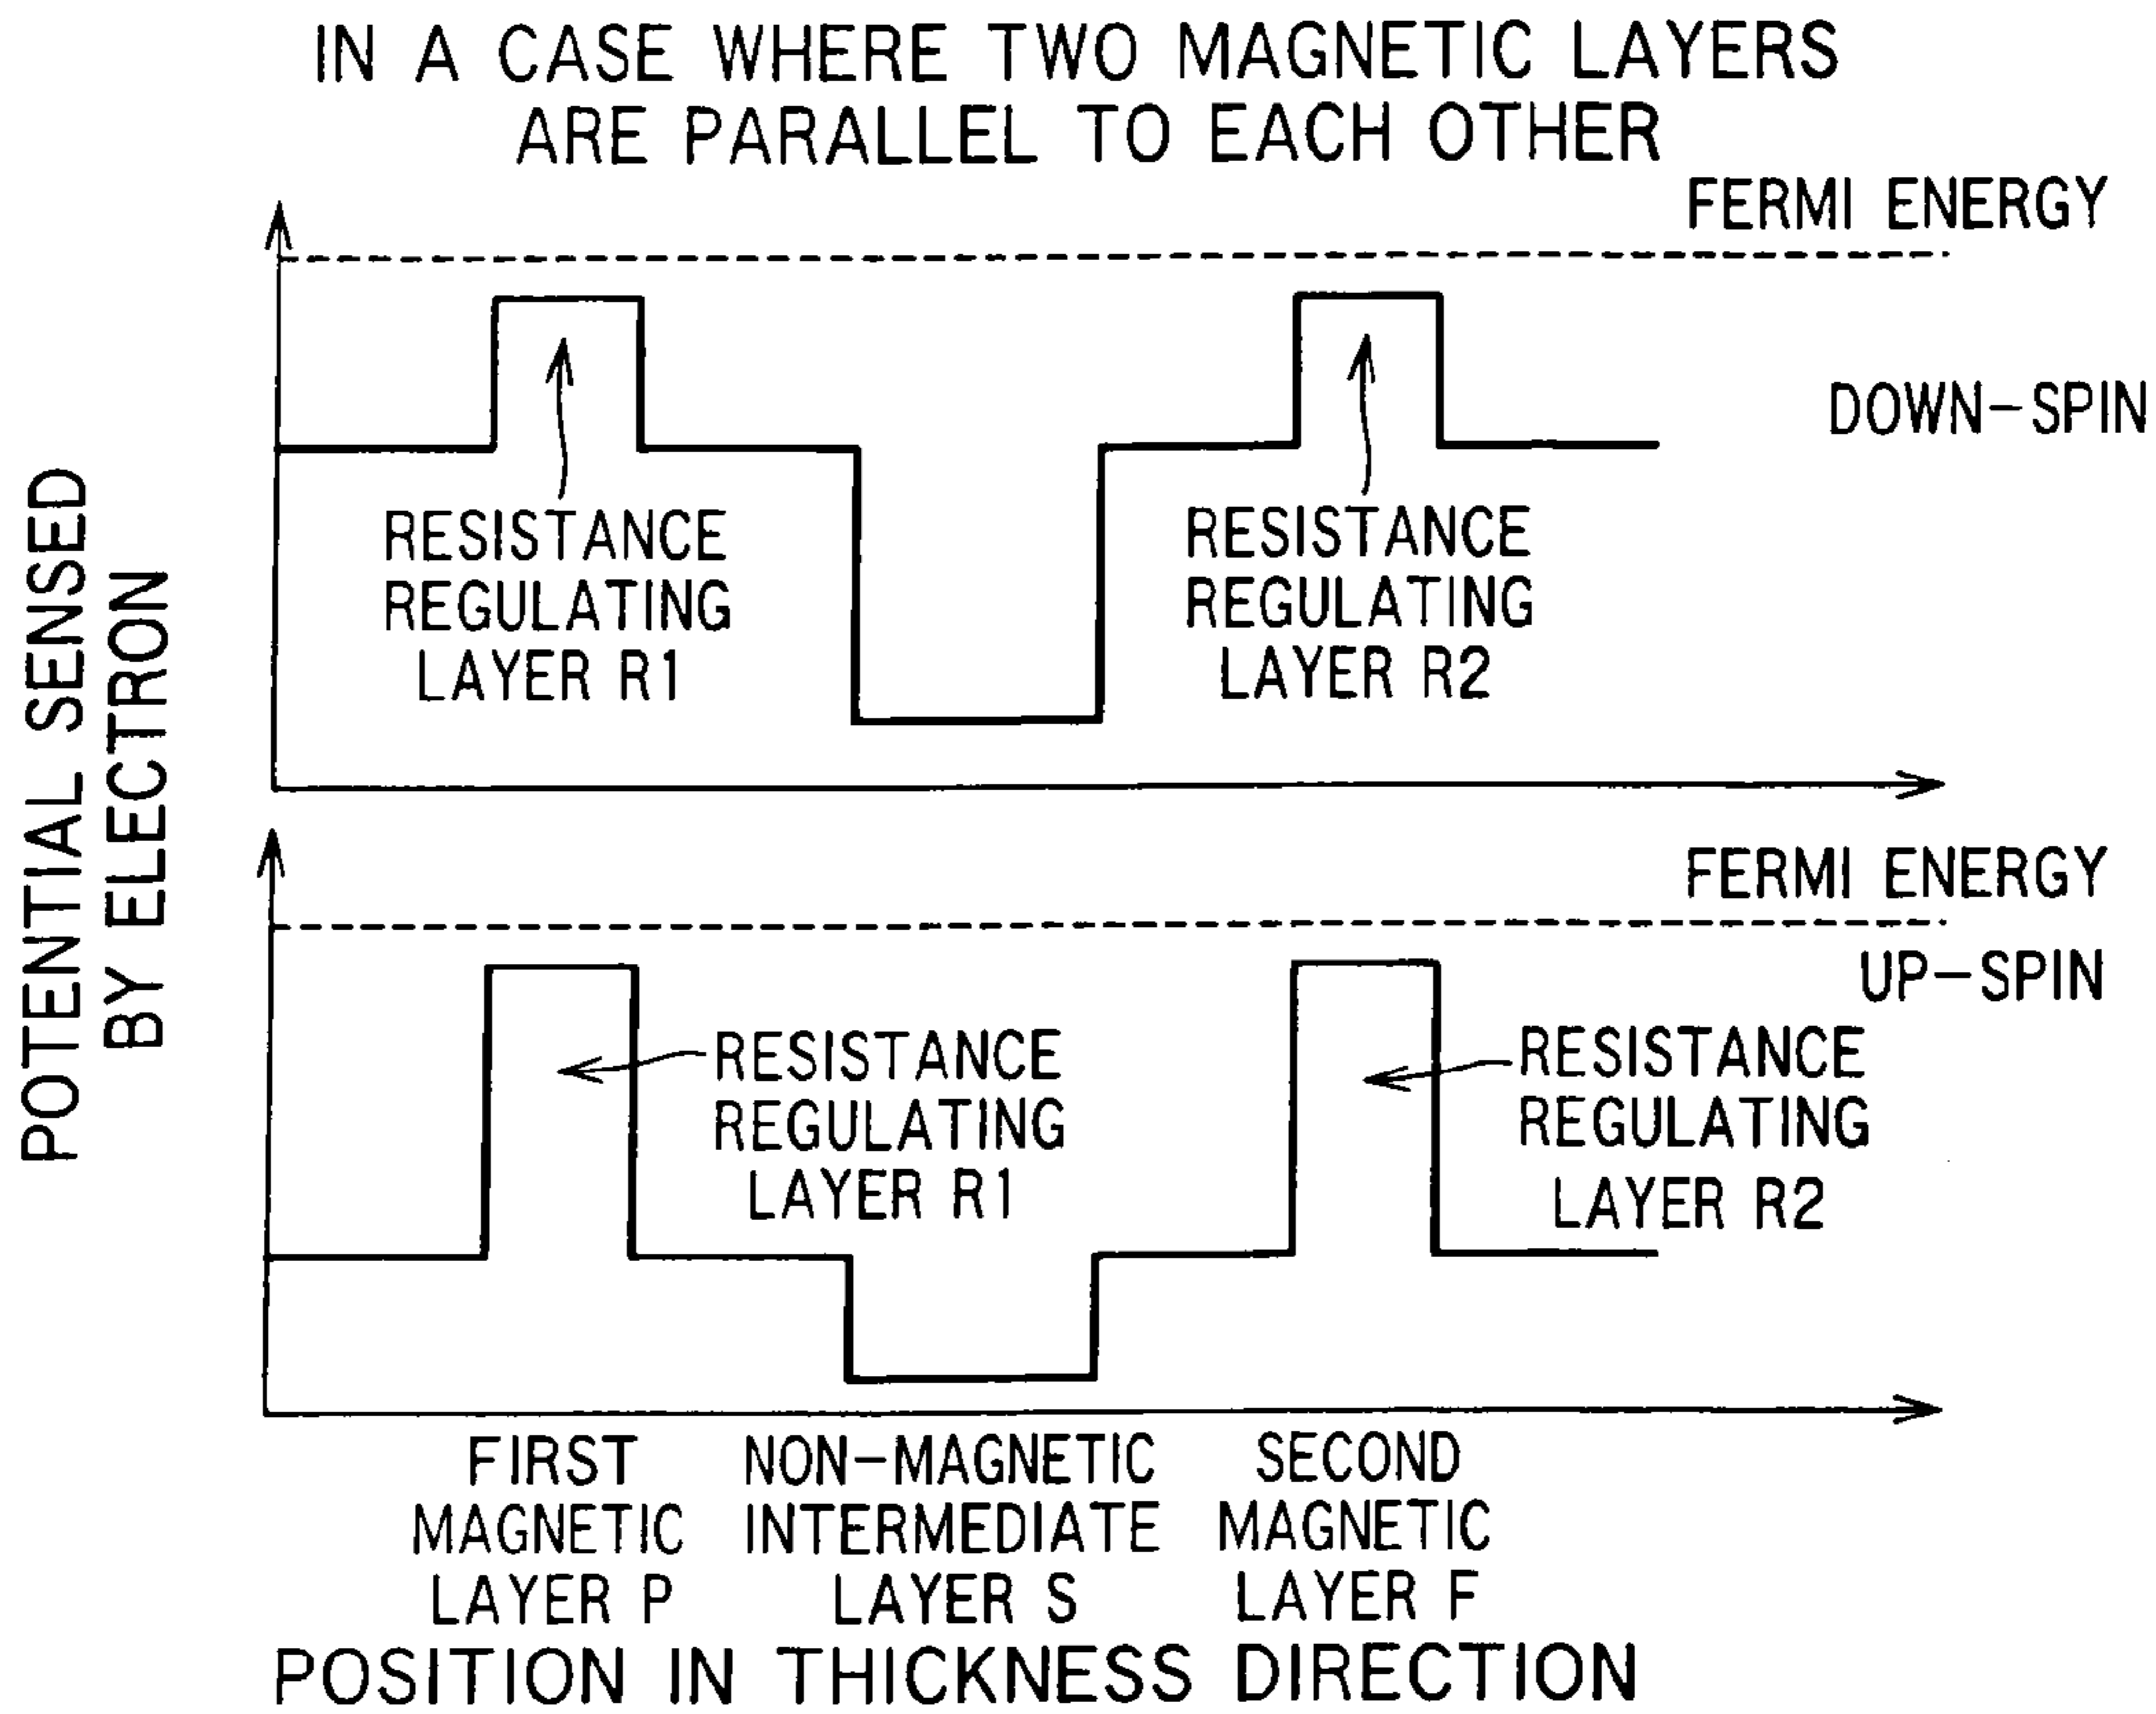 IN A CASE WHERE TWO MAGNETIC LAYERS
ARE PARALLEL TO EACH OTHER
POTENTIAL SENSED
BY ELECTRON
FERMI ENERGY
DOWN-SPIN
RESISTANCE
REGULATING
LAYER R1
RESISTANCE
REGULATING
LAYER R2
FERMI ENERGY
UP-SPIN
RESISTANCE
REGULATING
LAYER R1
RESISTANCE
REGULATING
LAYER R2
FIRST
MAGNETIC
LAYER P
NON-MAGNETIC
INTERMEDIATE
LAYER S
SECOND
MAGNETIC
LAYER F
POSITION IN THICKNESS DIRECTION